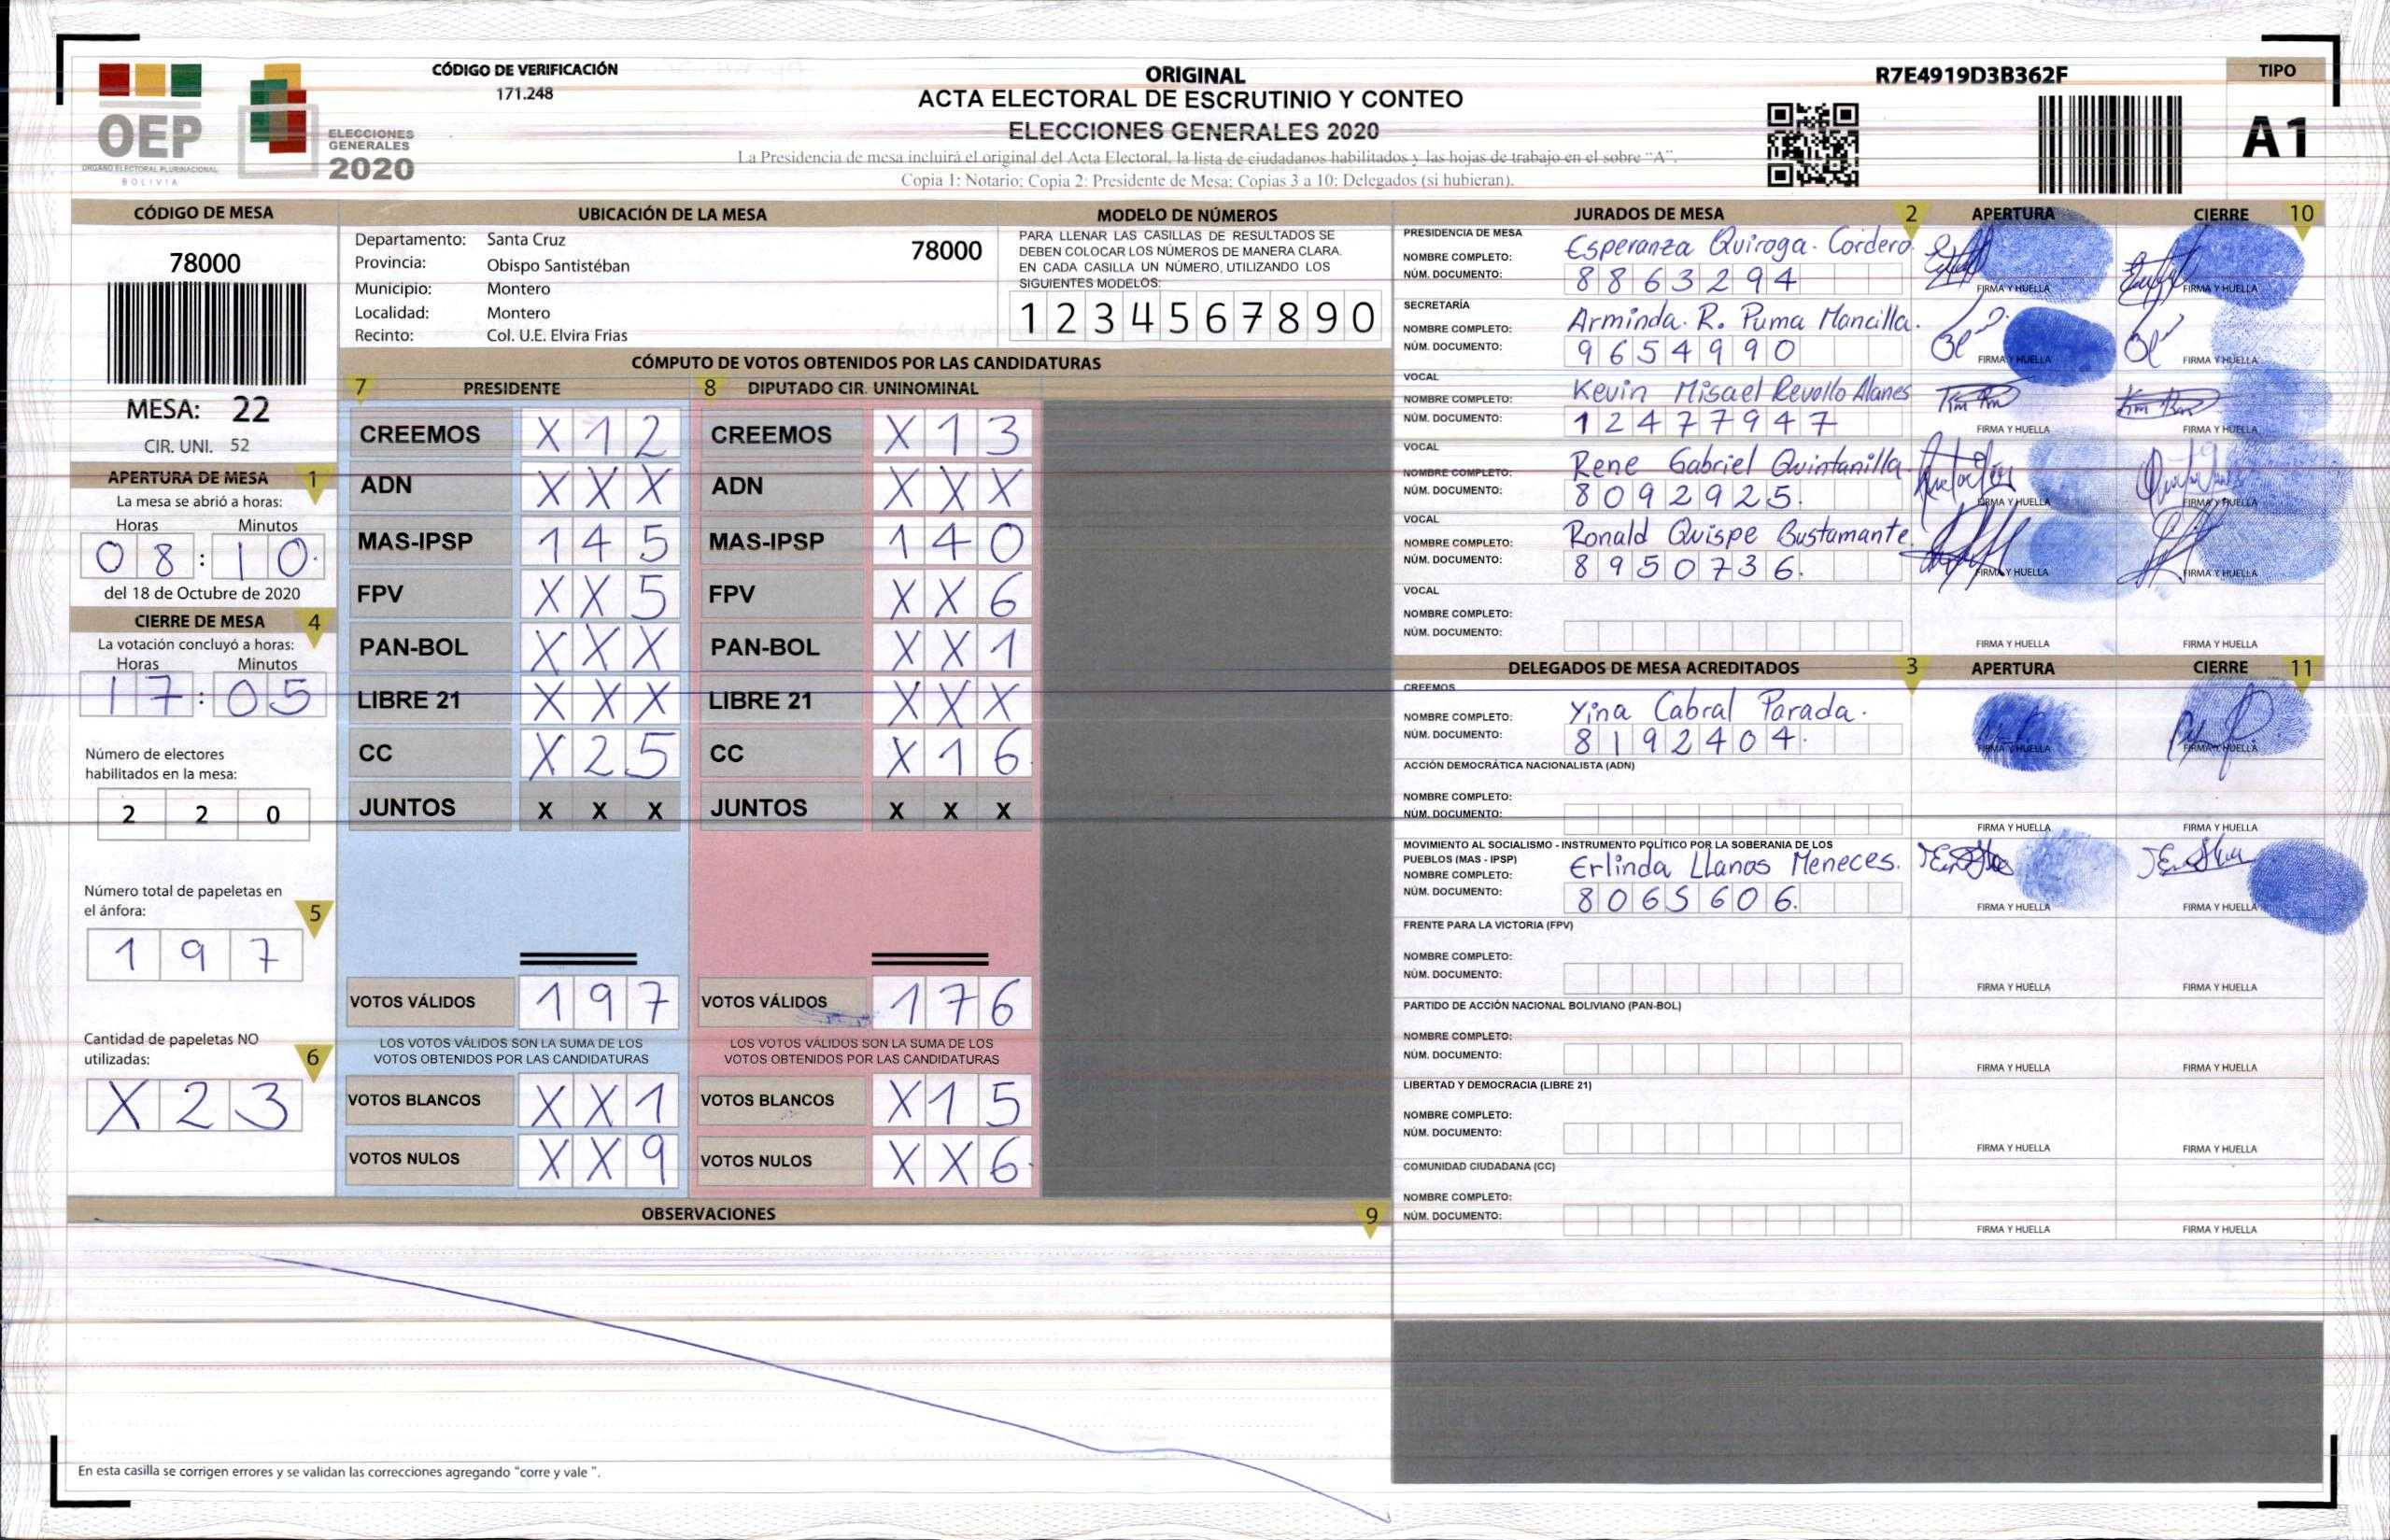 CÓDIGO DE VERIFICACIÓN
171.248
ORIGINAL
ACTA ELECTORAL DE ESCRUTINIO Y CONTEO
ELECCIONES GENERALES 2020
La Presidencia de mesa incluirá el original del Acta Electoral, la lista de ciudadanos habilitados y las hojas de trabajo en el sobre "A".
Copia 1: Notario; Copia 2: Presidente de Mesa; Copias 3 a 10: Delegados (si hubieran).
R7E4919D3B362F
TIPO
A1
OEP
ÓRGANO ELECTORAL PLURINACIONAL
BOLIVIA
ELECCIONES
GENERALES
2020
CÓDIGO DE MESA
78000
MESA: 22
CIR. UNI. 52
APERTURA DE MESA 1
La mesa se abrió a horas:
Horas Minutos
08:10.
del 18 de Octubre de 2020
CIERRE DE MESA 4
La votación concluyó a horas:
Horas Minutos
17:05
Número de electores
habilitados en la mesa:
2 2 0
Número total de papeletas en
el ánfora: 5
1 9 7
Cantidad de papeletas NO
utilizadas: 6
X 2 3
UBICACIÓN DE LA MESA
Departamento: Santa Cruz 78000
Provincia: Obispo Santistéban
Municipio: Montero
Localidad: Montero
Recinto: Col. U.E. Elvira Frias
MODELO DE NÚMEROS
PARA LLENAR LAS CASILLAS DE RESULTADOS SE
DEBEN COLOCAR LOS NÚMEROS DE MANERA CLARA.
EN CADA CASILLA UN NÚMERO, UTILIZANDO LOS
SIGUIENTES MODELOS:
1 2 3 4 5 6 7 8 9 0
CÓMPUTO DE VOTOS OBTENIDOS POR LAS CANDIDATURAS
7 PRESIDENTE
CREEMOS X 1 2
ADN X X X
MAS-IPSP 1 4 5
FPV X X 5
PAN-BOL X X X
LIBRE 21 X X X
CC X 2 5
JUNTOS X X X
VOTOS VÁLIDOS 1 9 7
LOS VOTOS VÁLIDOS SON LA SUMA DE LOS
VOTOS OBTENIDOS POR LAS CANDIDATURAS
VOTOS BLANCOS X X 1
VOTOS NULOS X X 9
8 DIPUTADO CIR. UNINOMINAL
CREEMOS X 1 3
ADN X X X
MAS-IPSP 1 4 0
FPV X X 6
PAN-BOL X X 1
LIBRE 21 X X X
CC X 1 6
JUNTOS X X X
VOTOS VÁLIDOS 1 7 6
LOS VOTOS VÁLIDOS SON LA SUMA DE LOS
VOTOS OBTENIDOS POR LAS CANDIDATURAS
VOTOS BLANCOS X 1 5
VOTOS NULOS X X 6
OBSERVACIONES 9
En esta casilla se corrigen errores y se validan las correcciones agregando "corre y vale ".
JURADOS DE MESA 2 APERTURA CIERRE 10
PRESIDENCIA DE MESA
NOMBRE COMPLETO: Esperanza Quiroga. Cordero
NÚM. DOCUMENTO: 8863294
FIRMA Y HUELLA FIRMA Y HUELLA
SECRETARÍA
NOMBRE COMPLETO: Arminda. R. Puma Mancilla.
NÚM. DOCUMENTO: 9654990
FIRMA Y HUELLA FIRMA Y HUELLA
VOCAL
NOMBRE COMPLETO: Kevin Misael Revollo Alanes
NÚM. DOCUMENTO: 12477947
FIRMA Y HUELLA FIRMA Y HUELLA
VOCAL
NOMBRE COMPLETO: Rene Gabriel Quintanilla.
NÚM. DOCUMENTO: 8092925.
FIRMA Y HUELLA FIRMA Y HUELLA
VOCAL
NOMBRE COMPLETO: Ronald Quispe Bustamante.
NÚM. DOCUMENTO: 8950736.
FIRMA Y HUELLA FIRMA Y HUELLA
VOCAL
NOMBRE COMPLETO:
NÚM. DOCUMENTO:
FIRMA Y HUELLA FIRMA Y HUELLA
DELEGADOS DE MESA ACREDITADOS 3 APERTURA CIERRE 11
CREEMOS
NOMBRE COMPLETO: Yina Cabral Parada.
NÚM. DOCUMENTO: 8192404.
FIRMA Y HUELLA FIRMA Y HUELLA
ACCIÓN DEMOCRÁTICA NACIONALISTA (ADN)
NOMBRE COMPLETO:
NÚM. DOCUMENTO:
FIRMA Y HUELLA FIRMA Y HUELLA
MOVIMIENTO AL SOCIALISMO - INSTRUMENTO POLÍTICO POR LA SOBERANIA DE LOS
PUEBLOS (MAS - IPSP)
NOMBRE COMPLETO: Erlinda Llanos Meneces.
NÚM. DOCUMENTO: 8065606.
FIRMA Y HUELLA FIRMA Y HUELLA
FRENTE PARA LA VICTORIA (FPV)
NOMBRE COMPLETO:
NÚM. DOCUMENTO:
FIRMA Y HUELLA FIRMA Y HUELLA
PARTIDO DE ACCIÓN NACIONAL BOLIVIANO (PAN-BOL)
NOMBRE COMPLETO:
NÚM. DOCUMENTO:
FIRMA Y HUELLA FIRMA Y HUELLA
LIBERTAD Y DEMOCRACIA (LIBRE 21)
NOMBRE COMPLETO:
NÚM. DOCUMENTO:
FIRMA Y HUELLA FIRMA Y HUELLA
COMUNIDAD CIUDADANA (CC)
NOMBRE COMPLETO:
NÚM. DOCUMENTO:
FIRMA Y HUELLA FIRMA Y HUELLA